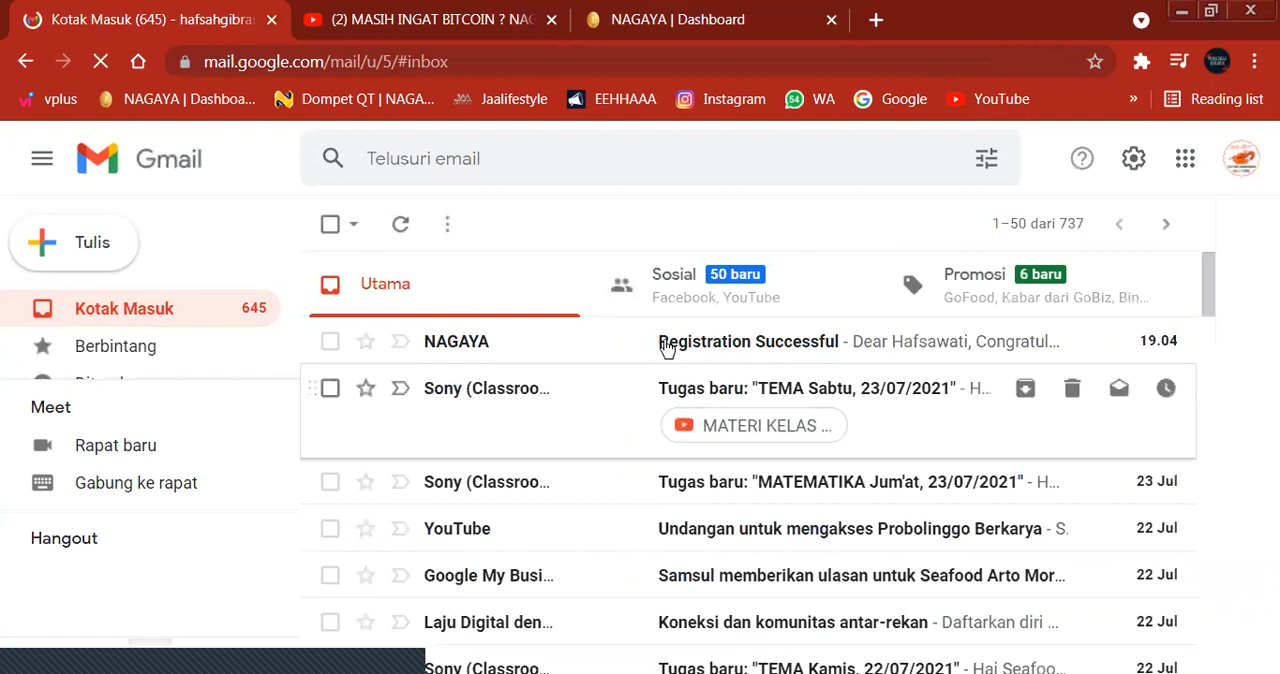 Kotak Masuk (645) - hafsahgibra
(2) MASIH INGAT BITCOIN ? NAG
NAGAYA | Dashboard
mail.google.com/mail/u/5/#inbox
vplus
NAGAYA | Dashboa...
Dompet QT | NAGA...
Jaalifestyle
EEHHAAA
Instagram
WA
Google
YouTube
»
Reading list
Gmail
Telusuri email
Tulis
1–50 dari 737
Utama
Sosial 50 baru
Facebook, YouTube
Promosi 6 baru
GoFood, Kabar dari GoBiz, Bin...
Kotak Masuk 645
Berbintang
Meet
Rapat baru
Gabung ke rapat
Hangout
NAGAYA Registration Successful - Dear Hafsawati, Congratul... 19.04
Sony (Classroo... Tugas baru: "TEMA Sabtu, 23/07/2021" - H...
MATERI KELAS ...
Sony (Classroo... Tugas baru: "MATEMATIKA Jum'at, 23/07/2021" - H... 23 Jul
YouTube Undangan untuk mengakses Probolinggo Berkarya - S. 22 Jul
Google My Busi... Samsul memberikan ulasan untuk Seafood Arto Mor... 22 Jul
Laju Digital den... Koneksi dan komunitas antar-rekan - Daftarkan diri ... 22 Jul
Sony (Classroo... Tugas baru: "TEMA Kamis, 22/07/2021" - Hai Seafoo... 22 Jul